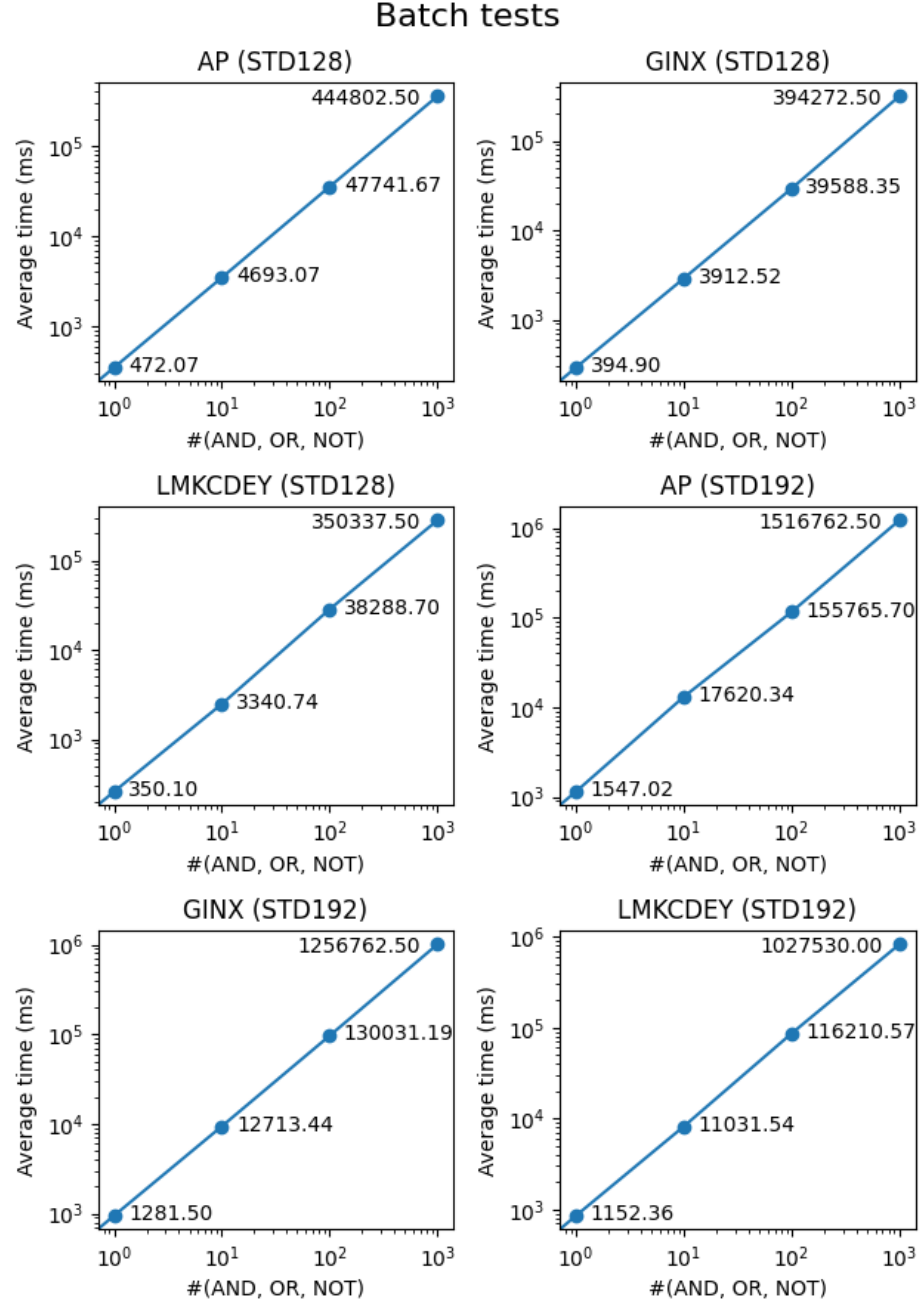 Batch tests
AP (STD128)
Average time (ms)
10^5
10^4
10^3
444802.50
47741.67
4693.07
472.07
10^0 10^1 10^2 10^3
#(AND, OR, NOT)
GINX (STD128)
Average time (ms)
10^5
10^4
10^3
394272.50
39588.35
3912.52
394.90
10^0 10^1 10^2 10^3
#(AND, OR, NOT)
LMKCDEY (STD128)
Average time (ms)
10^5
10^4
10^3
350337.50
38288.70
3340.74
350.10
10^0 10^1 10^2 10^3
#(AND, OR, NOT)
AP (STD192)
Average time (ms)
10^6
10^5
10^4
10^3
1516762.50
155765.70
17620.34
1547.02
10^0 10^1 10^2 10^3
#(AND, OR, NOT)
GINX (STD192)
Average time (ms)
10^6
10^5
10^4
10^3
1256762.50
130031.19
12713.44
1281.50
10^0 10^1 10^2 10^3
#(AND, OR, NOT)
LMKCDEY (STD192)
Average time (ms)
10^6
10^5
10^4
10^3
1027530.00
116210.57
11031.54
1152.36
10^0 10^1 10^2 10^3
#(AND, OR, NOT)